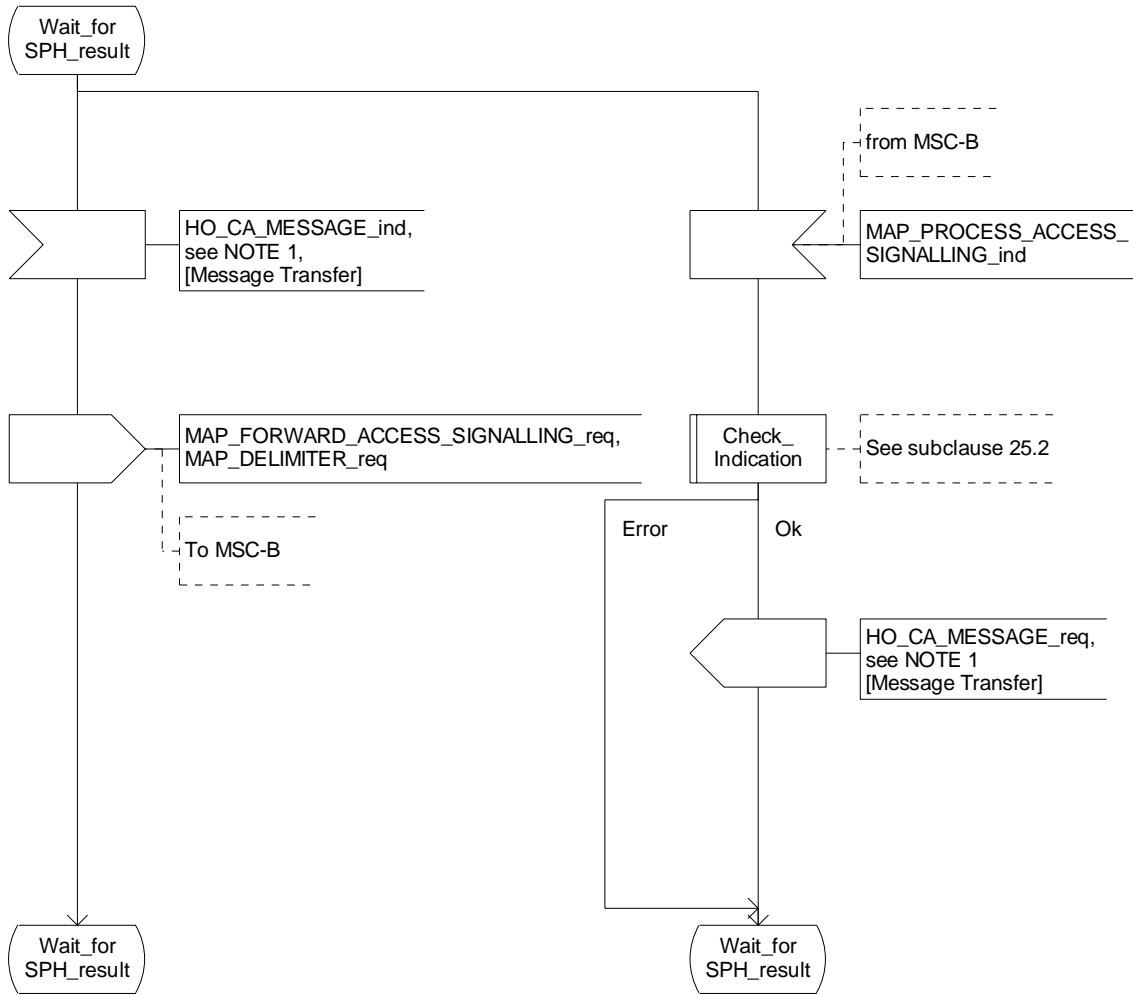 Wait_for
SPH_result
from MSC-B
HO_CA_MESSAGE_ind,
see NOTE 1,
[Message Transfer]
MAP_PROCESS_ACCESS_
SIGNALLING_ind
MAP_FORWARD_ACCESS_SIGNALLING_req,
MAP_DELIMITER_req
Check_
Indication
See subclause 25.2
Error
Ok
To MSC-B
HO_CA_MESSAGE_req,
see NOTE 1
[Message Transfer]
Wait_for
SPH_result
Wait_for
SPH_result